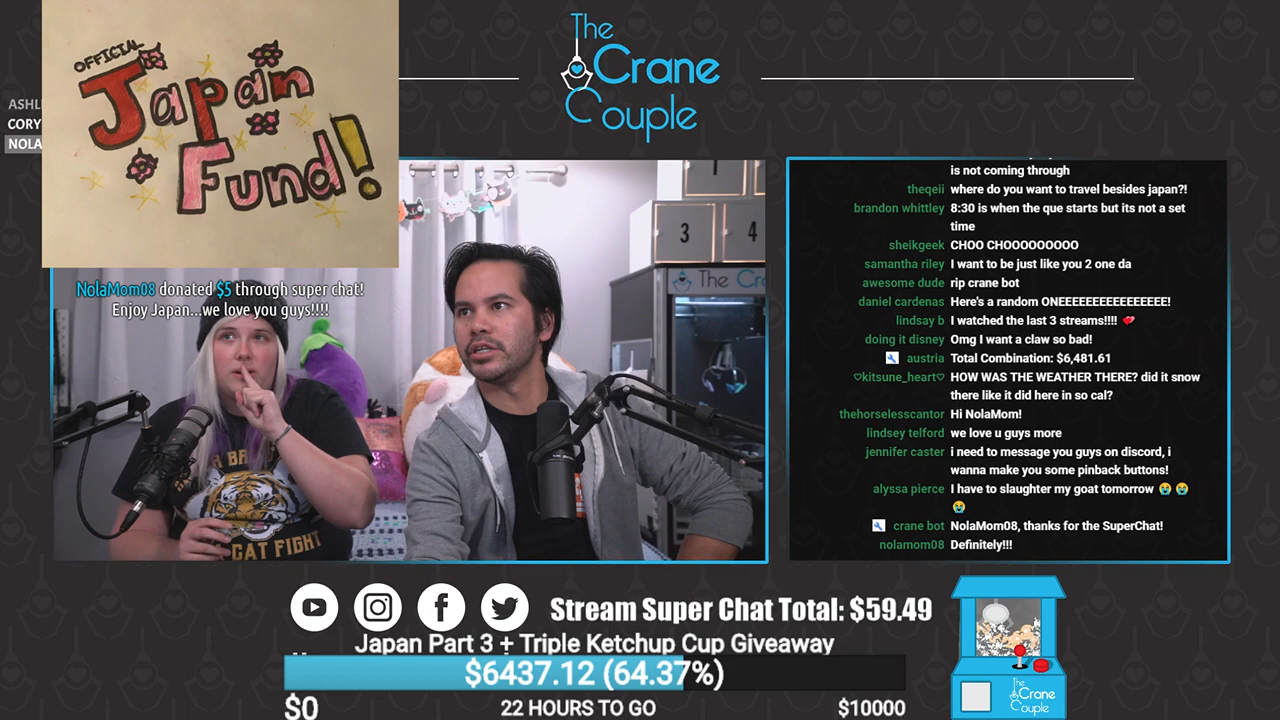 OFFICIAL
Japan
Fund!
The
Crane
Couple
ASHL
CORY
NOLA
NolaMom08 donated $5 through super chat!
Enjoy Japan...we love you guys!!!!
1
3
4
The Cr
CAT FIGHT
is not coming through
theqeii where do you want to travel besides japan?!
brandon whittley 8:30 is when the que starts but its not a set
time
sheikgeek CHOO CHOOOOOOOOO
samantha riley I want to be just like you 2 one da
awesome dude rip crane bot
daniel cardenas Here's a random ONEEEEEEEEEEEEEEEE!
lindsay b I watched the last 3 streams!!!! 💕
doing it disney Omg I want a claw so bad!
austria Total Combination: $6,481.61
♡kitsune_heart♡ HOW WAS THE WEATHER THERE? did it snow
there like it did here in so cal?
thehorselesscantor Hi NolaMom!
lindsey telford we love u guys more
jennifer caster i need to message you guys on discord, i
wanna make you some pinback buttons!
alyssa pierce I have to slaughter my goat tomorrow 😭 😭
😭
crane bot NolaMom08, thanks for the SuperChat!
nolamom08 Definitely!!!
Stream Super Chat Total: $59.49
Japan Part 3 + Triple Ketchup Cup Giveaway
$6437.12 (64.37%)
$0 22 HOURS TO GO $10000
The
Crane
Couple